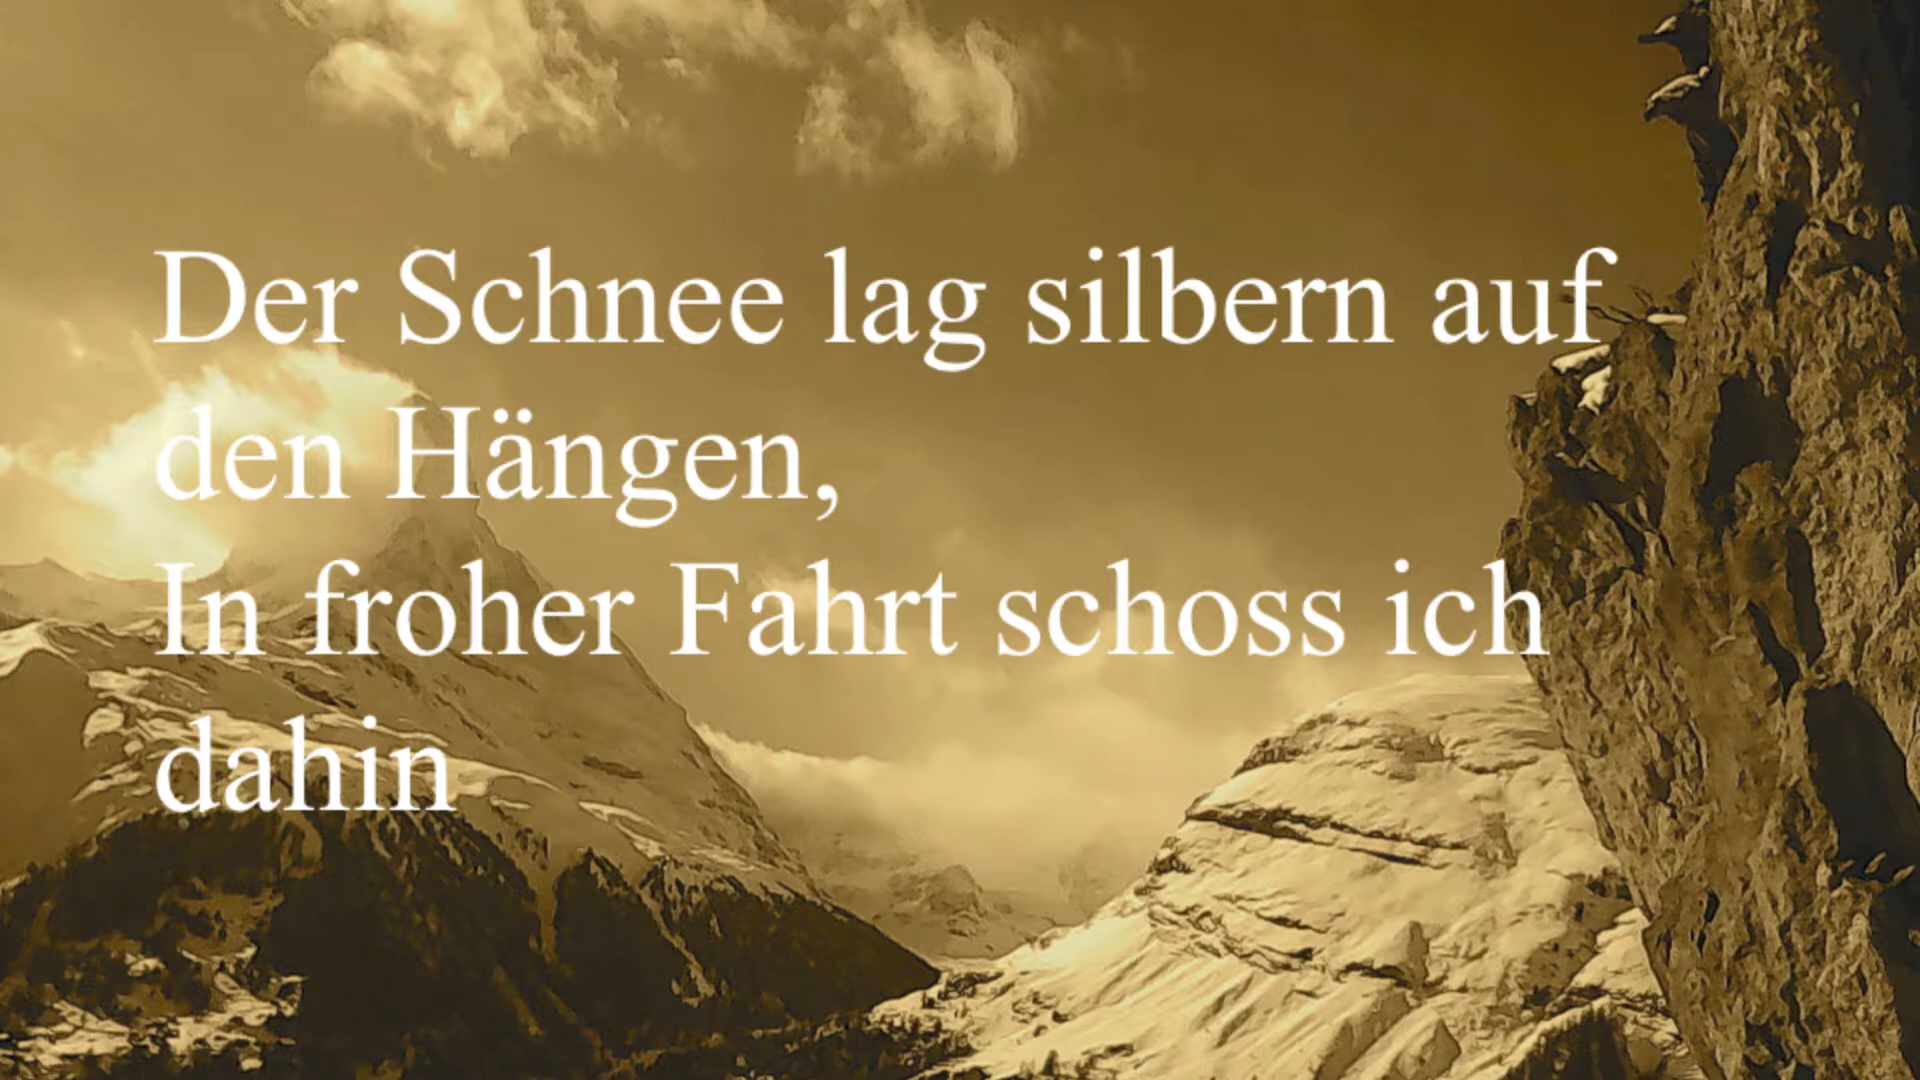 Der Schnee lag silbern auf
den Hängen,
In froher Fahrt schoss ich
dahin